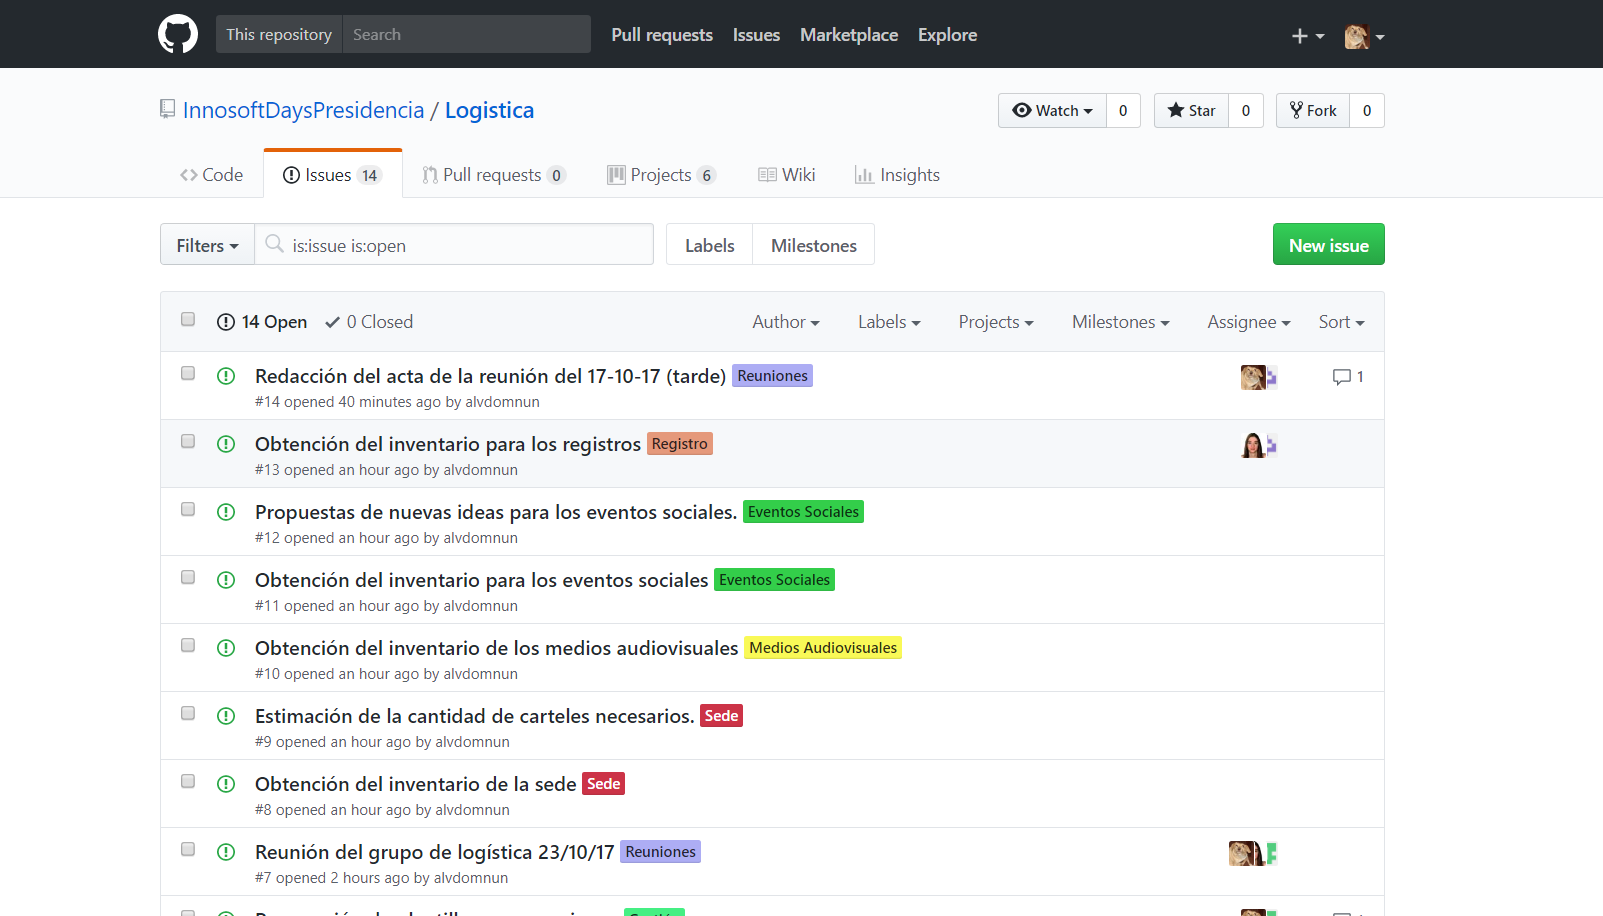 This repository Search Pull requests Issues Marketplace Explore
InnosoftDaysPresidencia / Logistica Watch 0 Star 0 Fork 0
Code Issues 14 Pull requests 0 Projects 6 Wiki Insights
Filters is:issue is:open Labels Milestones New issue
14 Open 0 Closed Author Labels Projects Milestones Assignee Sort
Redacción del acta de la reunión del 17-10-17 (tarde) Reuniones 1
#14 opened 40 minutes ago by alvdomnun
Obtención del inventario para los registros Registro
#13 opened an hour ago by alvdomnun
Propuestas de nuevas ideas para los eventos sociales. Eventos Sociales
#12 opened an hour ago by alvdomnun
Obtención del inventario para los eventos sociales Eventos Sociales
#11 opened an hour ago by alvdomnun
Obtención del inventario de los medios audiovisuales Medios Audiovisuales
#10 opened an hour ago by alvdomnun
Estimación de la cantidad de carteles necesarios. Sede
#9 opened an hour ago by alvdomnun
Obtención del inventario de la sede Sede
#8 opened an hour ago by alvdomnun
Reunión del grupo de logística 23/10/17 Reuniones
#7 opened 2 hours ago by alvdomnun